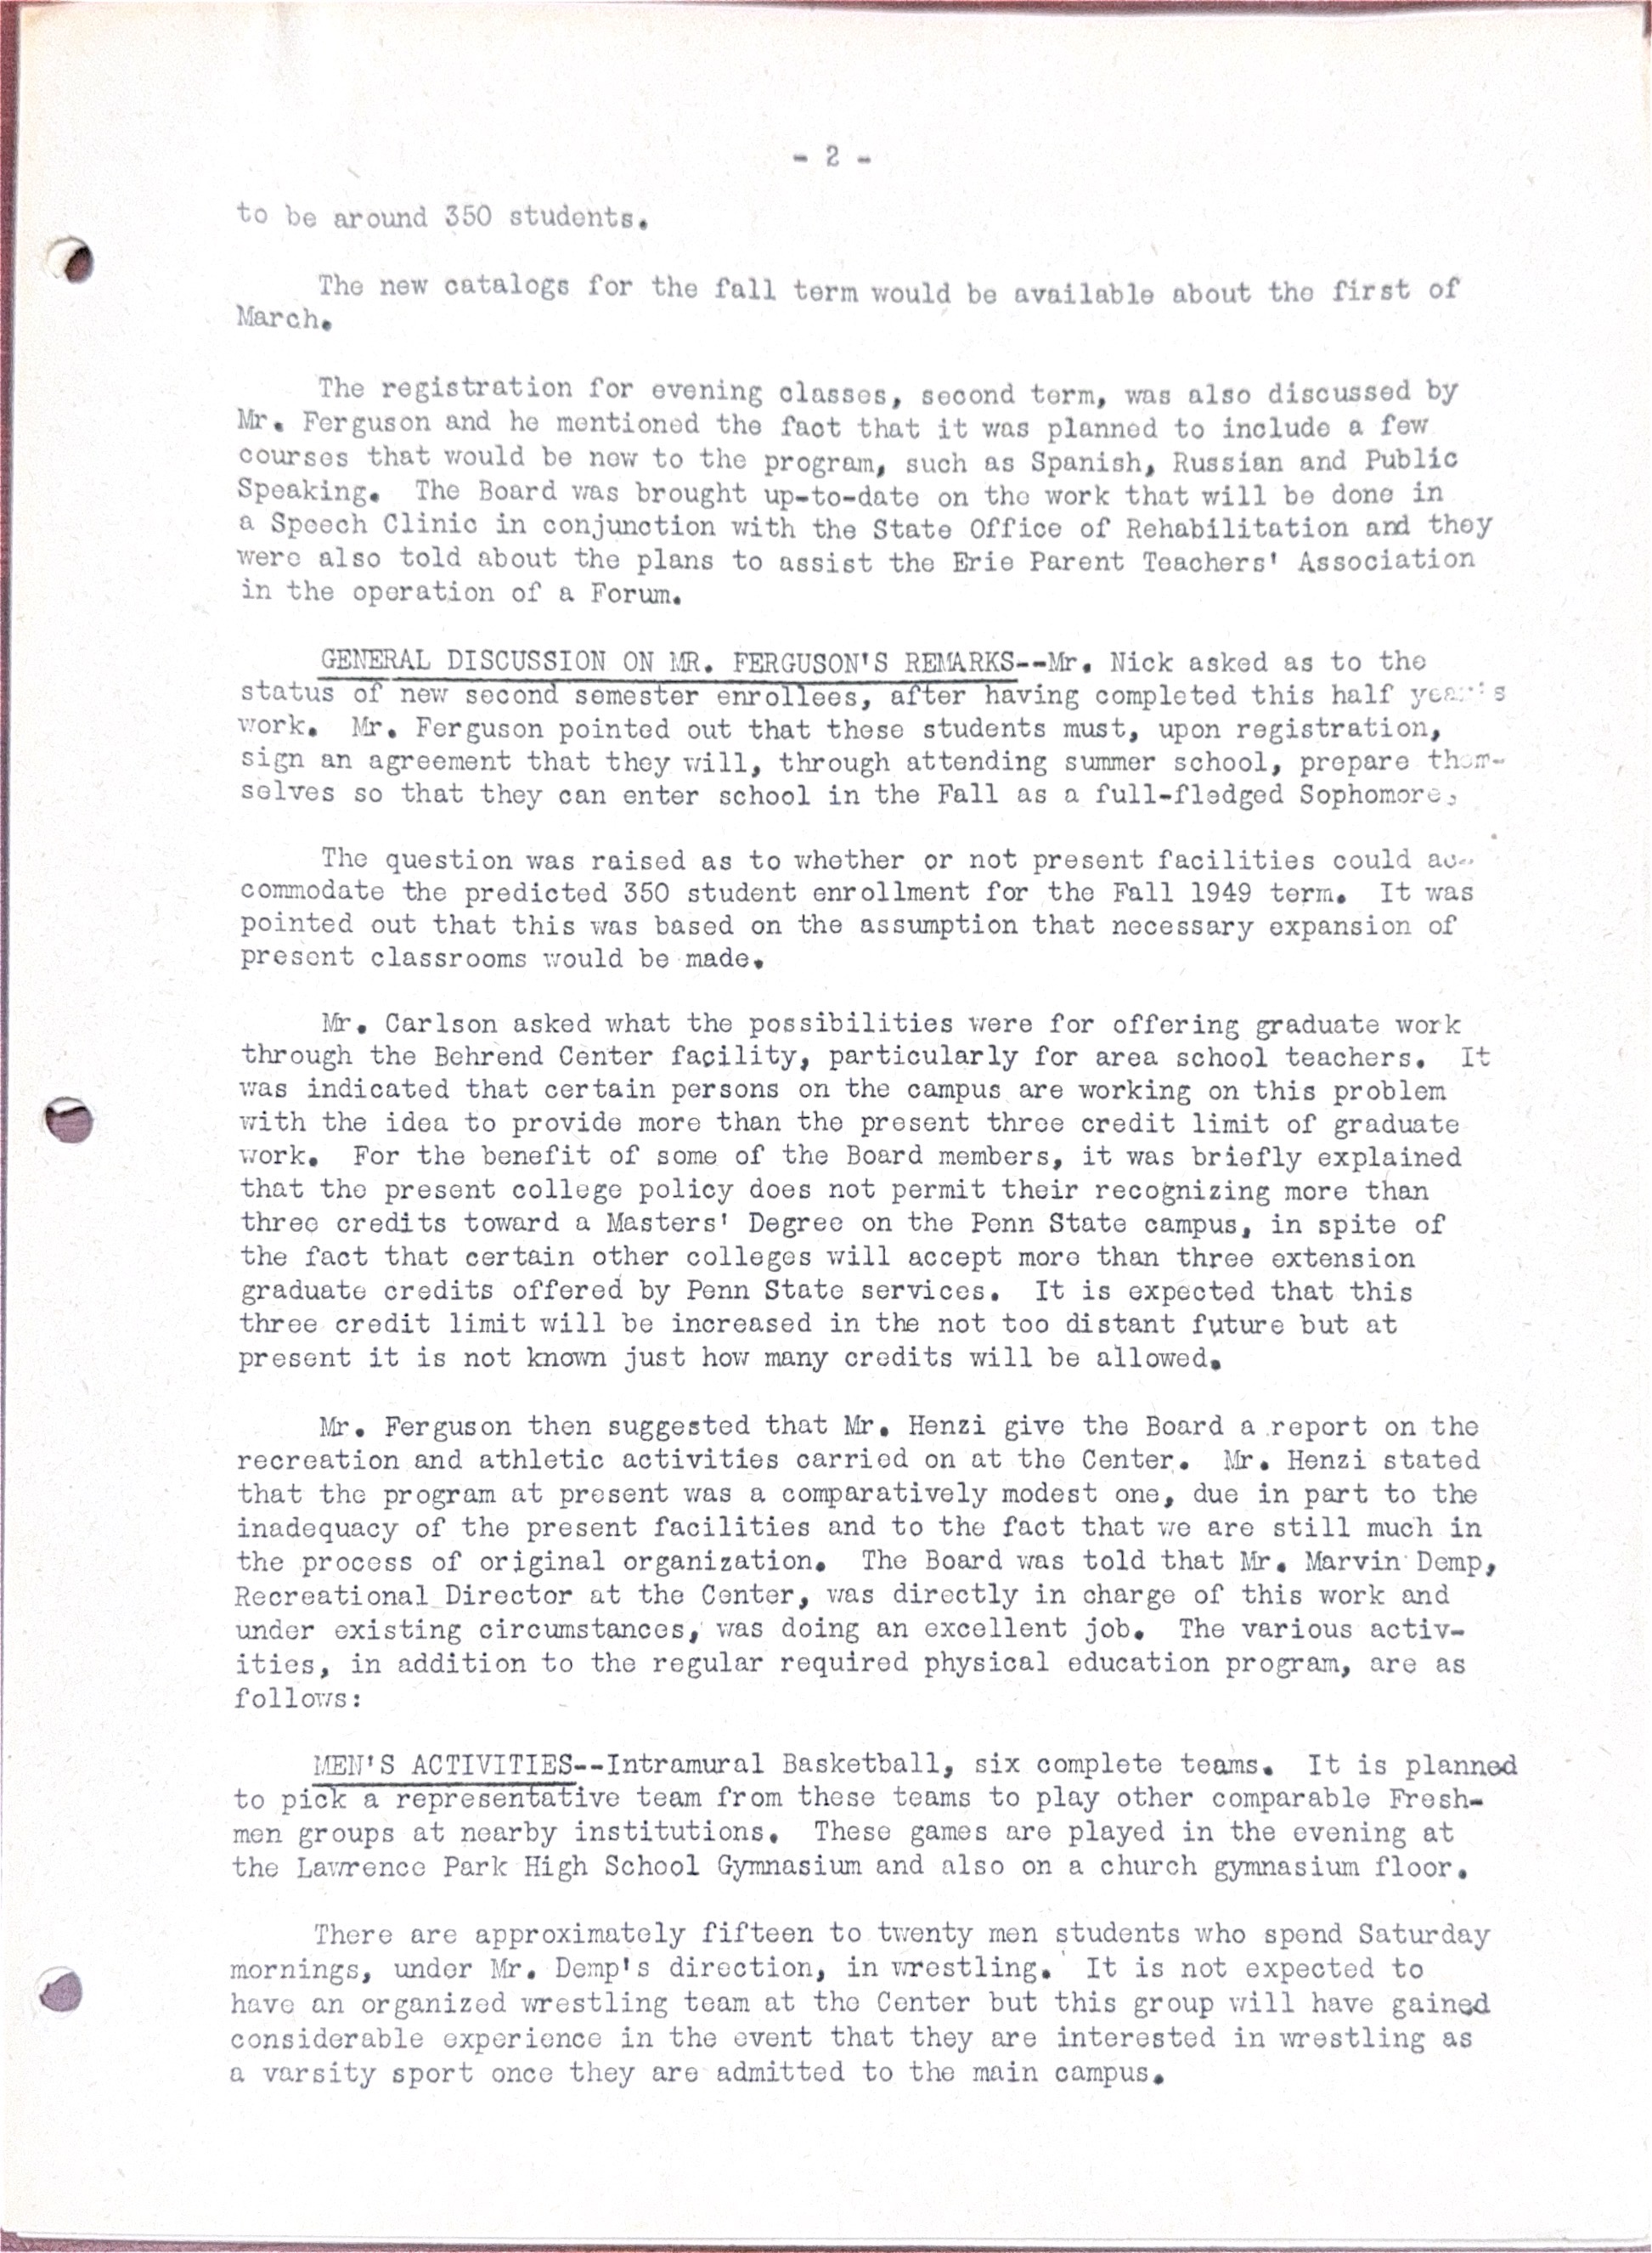 - 2 -
to be around 350 students.
The new catalogs for the fall term would be available about the first of
March.
The registration for evening classes, second term, was also discussed by
Mr. Ferguson and he mentioned the fact that it was planned to include a few
courses that would be new to the program, such as Spanish, Russian and Public
Speaking. The Board was brought up-to-date on the work that will be done in
a Speech Clinic in conjunction with the State Office of Rehabilitation and they
were also told about the plans to assist the Erie Parent Teachers' Association
in the operation of a Forum.
GENERAL DISCUSSION ON MR. FERGUSON'S REMARKS--Mr. Nick asked as to the
status of new second semester enrollees, after having completed this half year's
work. Mr. Ferguson pointed out that these students must, upon registration,
sign an agreement that they will, through attending summer school, prepare them-
selves so that they can enter school in the Fall as a full-fledged Sophomore.
The question was raised as to whether or not present facilities could ac-
commodate the predicted 350 student enrollment for the Fall 1949 term. It was
pointed out that this was based on the assumption that necessary expansion of
present classrooms would be made.
Mr. Carlson asked what the possibilities were for offering graduate work
through the Behrend Center facility, particularly for area school teachers. It
was indicated that certain persons on the campus are working on this problem
with the idea to provide more than the present three credit limit of graduate
work. For the benefit of some of the Board members, it was briefly explained
that the present college policy does not permit their recognizing more than
three credits toward a Masters' Degree on the Penn State campus, in spite of
the fact that certain other colleges will accept more than three extension
graduate credits offered by Penn State services. It is expected that this
three credit limit will be increased in the not too distant future but at
present it is not known just how many credits will be allowed.
Mr. Ferguson then suggested that Mr. Henzi give the Board a report on the
recreation and athletic activities carried on at the Center. Mr. Henzi stated
that the program at present was a comparatively modest one, due in part to the
inadequacy of the present facilities and to the fact that we are still much in
the process of original organization. The Board was told that Mr. Marvin Demp,
Recreational Director at the Center, was directly in charge of this work and
under existing circumstances, was doing an excellent job. The various activ-
ities, in addition to the regular required physical education program, are as
follows:
MEN'S ACTIVITIES--Intramural Basketball, six complete teams. It is planned
to pick a representative team from these teams to play other comparable Fresh-
men groups at nearby institutions. These games are played in the evening at
the Lawrence Park High School Gymnasium and also on a church gymnasium floor.
There are approximately fifteen to twenty men students who spend Saturday
mornings, under Mr. Demp's direction, in wrestling. It is not expected to
have an organized wrestling team at the Center but this group will have gained
considerable experience in the event that they are interested in wrestling as
a varsity sport once they are admitted to the main campus.